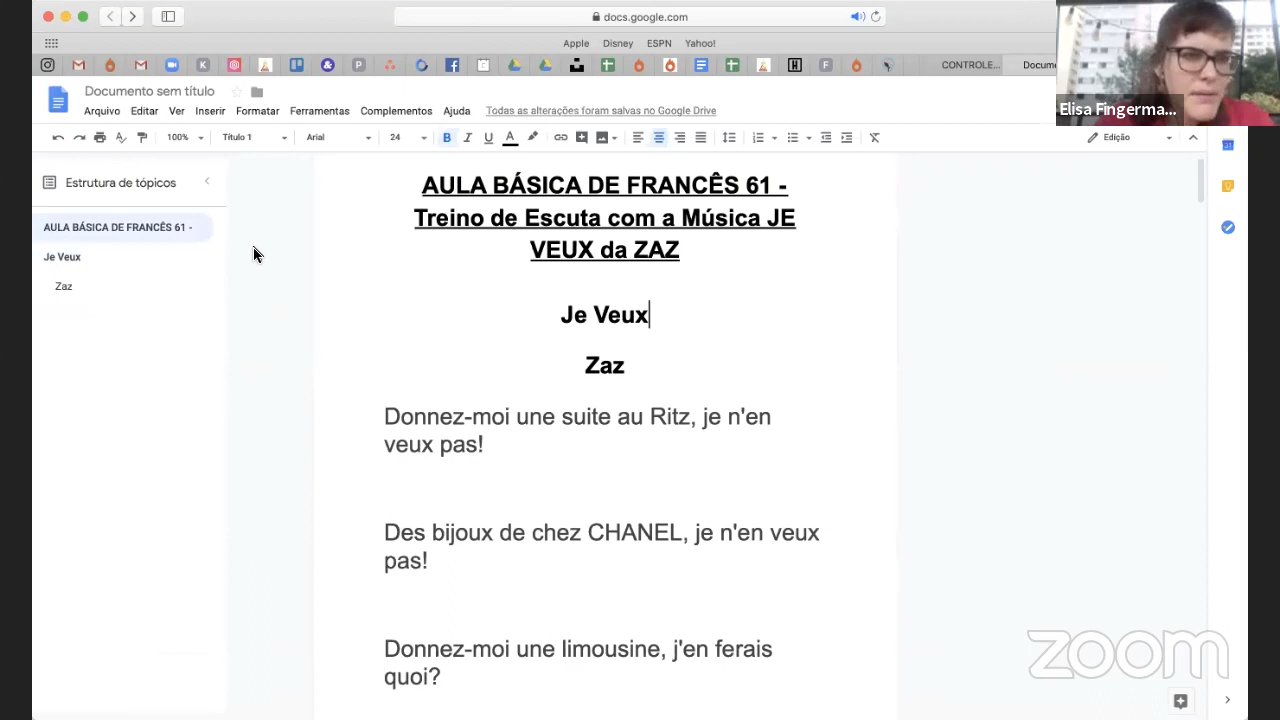 docs.google.com
Apple Disney ESPN Yahoo!
CONTROLE... Docume
Documento sem título
Arquivo Editar Ver Inserir Formatar Ferramentas Complementos Ajuda Todas as alterações foram salvas no Google Drive
Elisa Fingerma...
100% Título 1 Arial 24 Edição
Estrutura de tópicos
AULA BÁSICA DE FRANCÊS 61 -
Je Veux
Zaz
AULA BÁSICA DE FRANCÊS 61 -
Treino de Escuta com a Música JE
VEUX da ZAZ
Je Veux
Zaz
Donnez-moi une suite au Ritz, je n'en
veux pas!
Des bijoux de chez CHANEL, je n'en veux
pas!
Donnez-moi une limousine, j'en ferais
quoi?
zoom